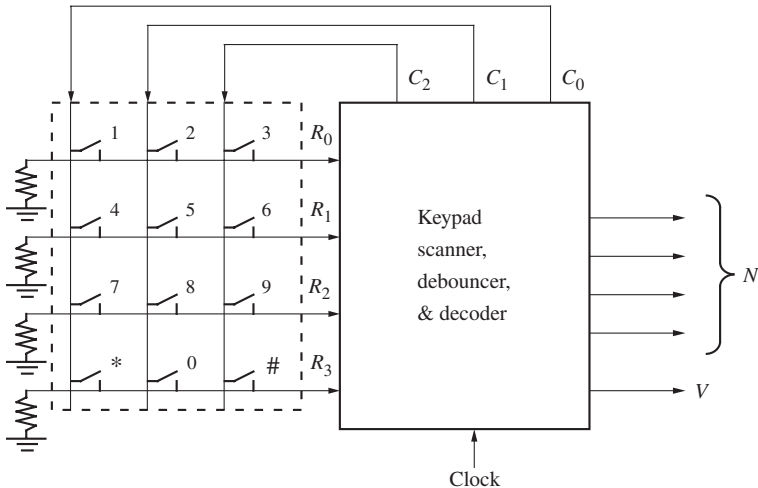 C2 C1 C0
1 2 3 R0
4 5 6 R1
7 8 9 R2
* 0 # R3
Keypad
scanner,
debouncer,
& decoder
N
V
Clock